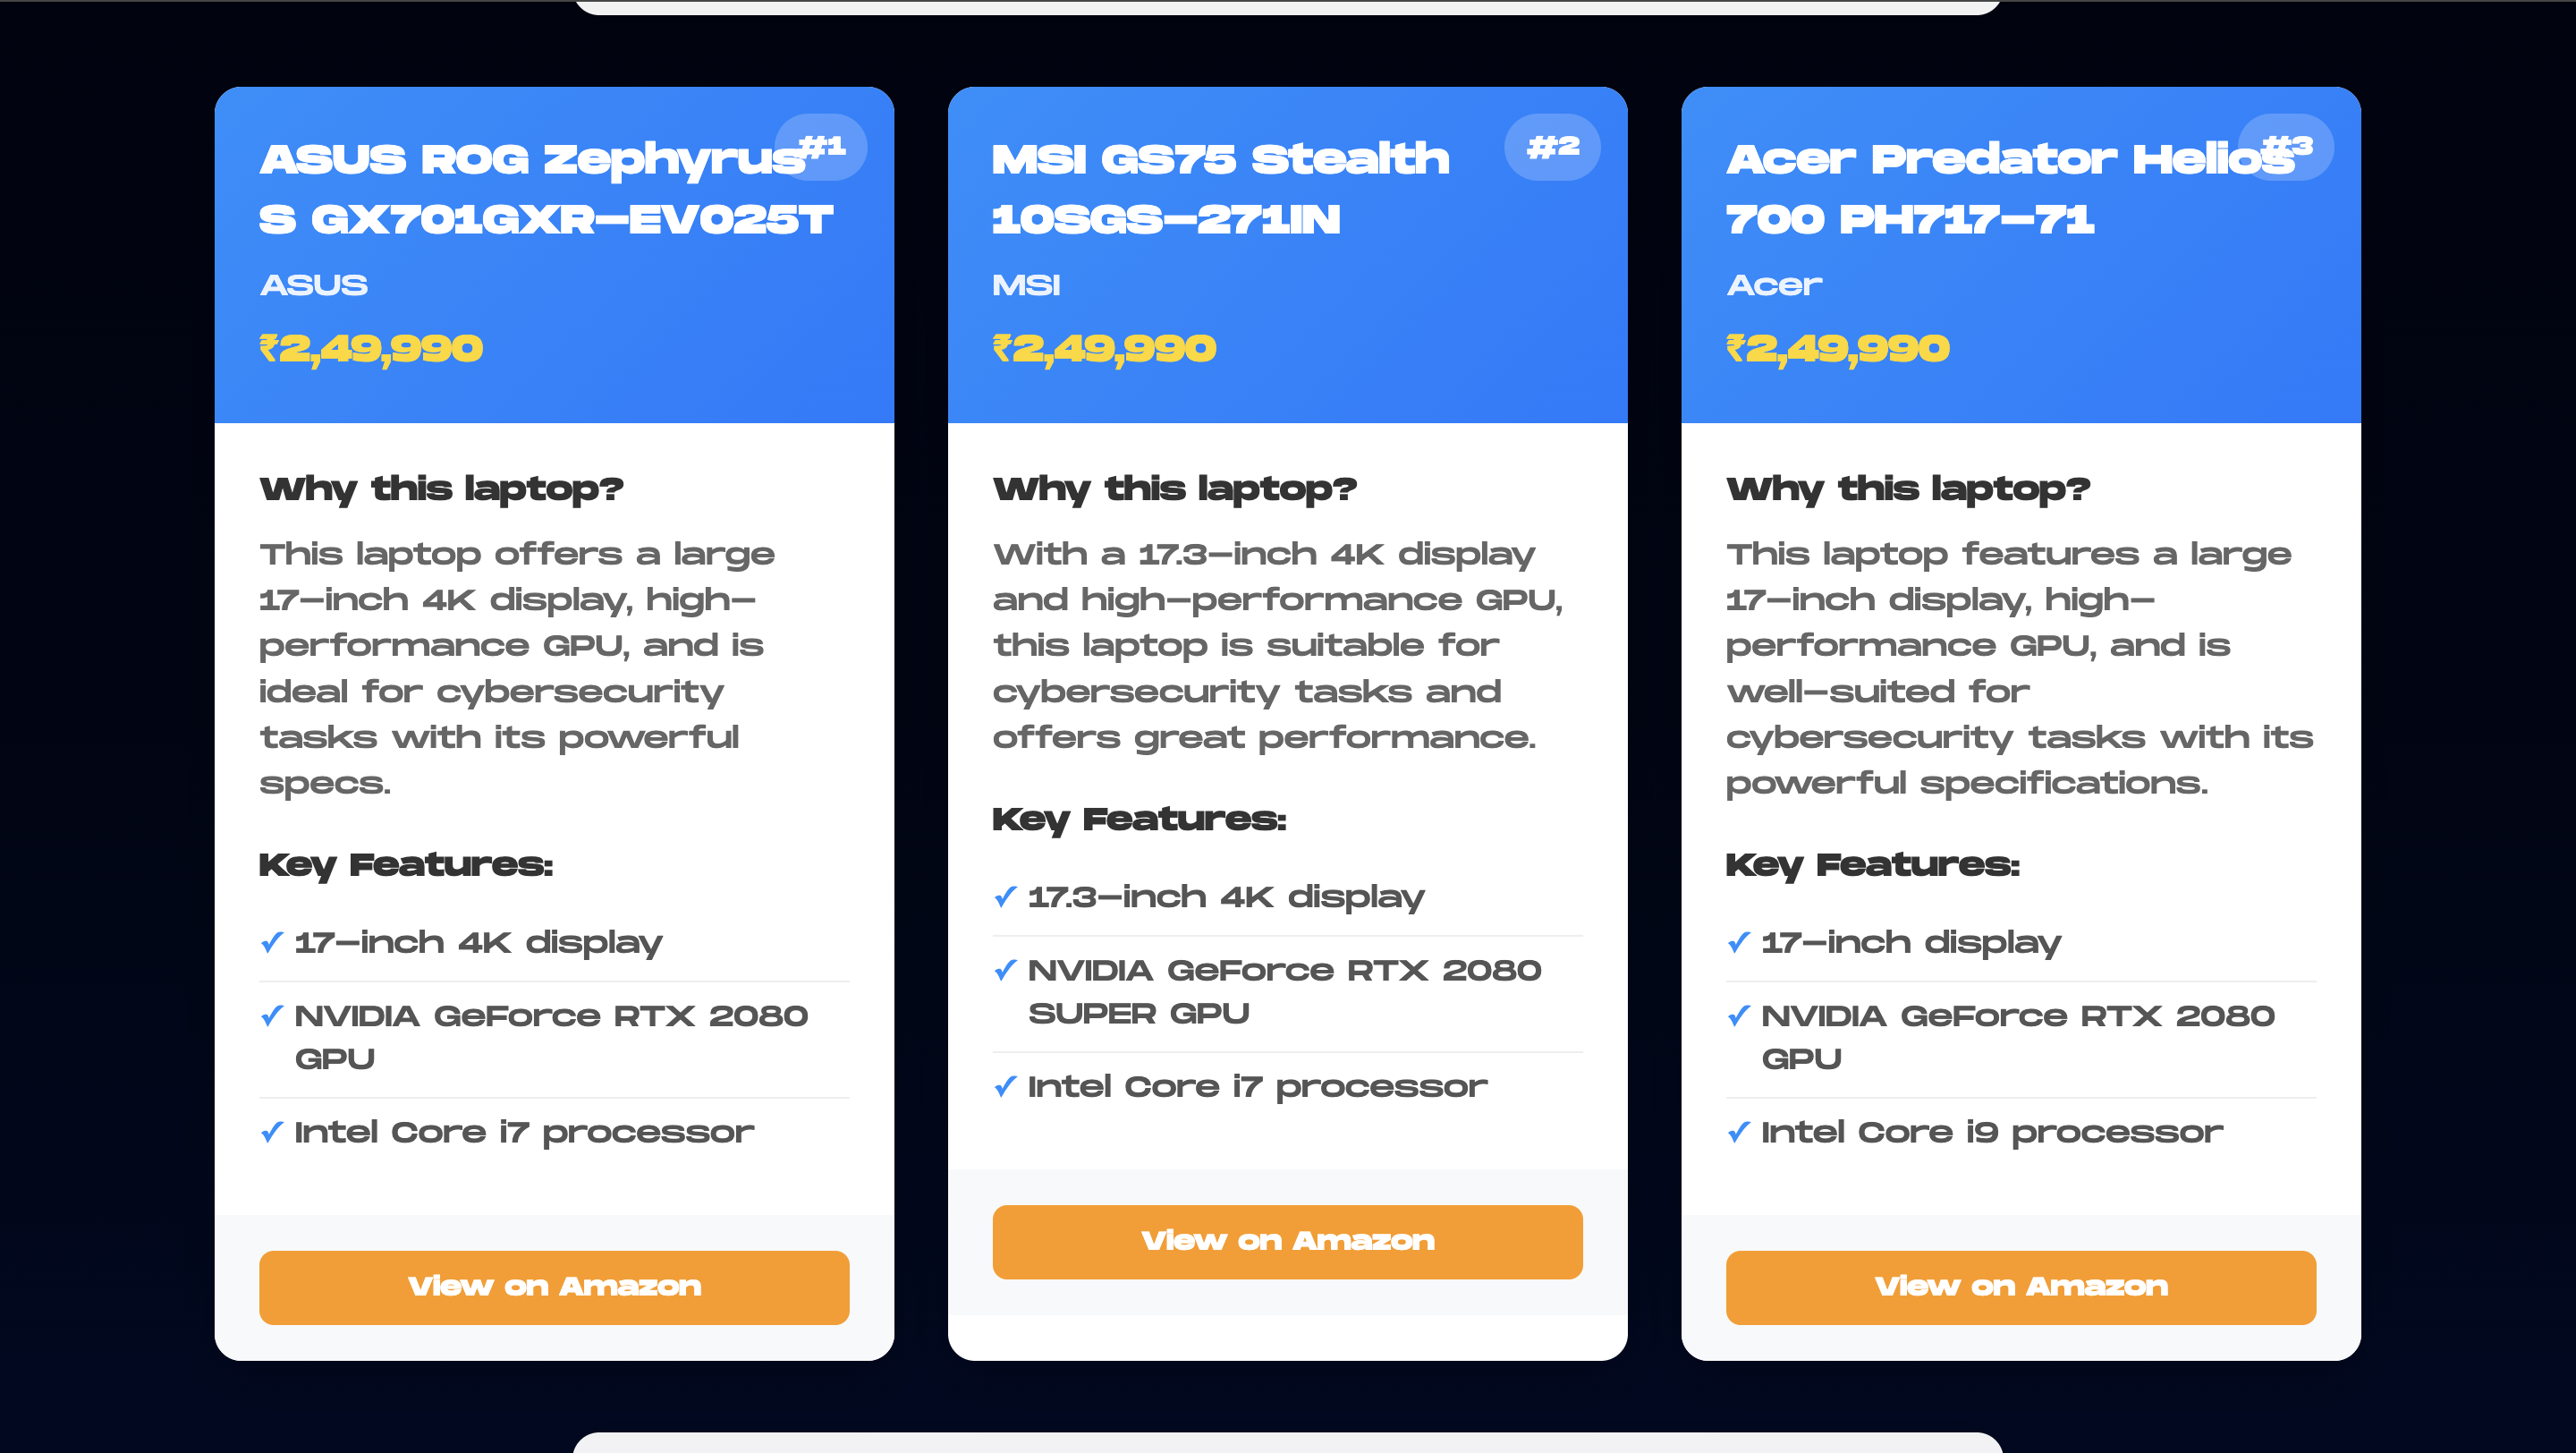 ASUS ROG Zephyrus
S GX701GXR-EV025T
#1
ASUS
₹2,49,990
Why this laptop?
This laptop offers a large
17-inch 4K display, high-
performance GPU, and is
ideal for cybersecurity
tasks with its powerful
specs.
Key Features:
✓ 17-inch 4K display
✓ NVIDIA GeForce RTX 2080
GPU
✓ Intel Core i7 processor
View on Amazon
MSI GS75 Stealth
10SGS-271IN
#2
MSI
₹2,49,990
Why this laptop?
With a 17.3-inch 4K display
and high-performance GPU,
this laptop is suitable for
cybersecurity tasks and
offers great performance.
Key Features:
✓ 17.3-inch 4K display
✓ NVIDIA GeForce RTX 2080
SUPER GPU
✓ Intel Core i7 processor
View on Amazon
Acer Predator Helios
700 PH717-71
#3
Acer
₹2,49,990
Why this laptop?
This laptop features a large
17-inch display, high-
performance GPU, and is
well-suited for
cybersecurity tasks with its
powerful specifications.
Key Features:
✓ 17-inch display
✓ NVIDIA GeForce RTX 2080
GPU
✓ Intel Core i9 processor
View on Amazon